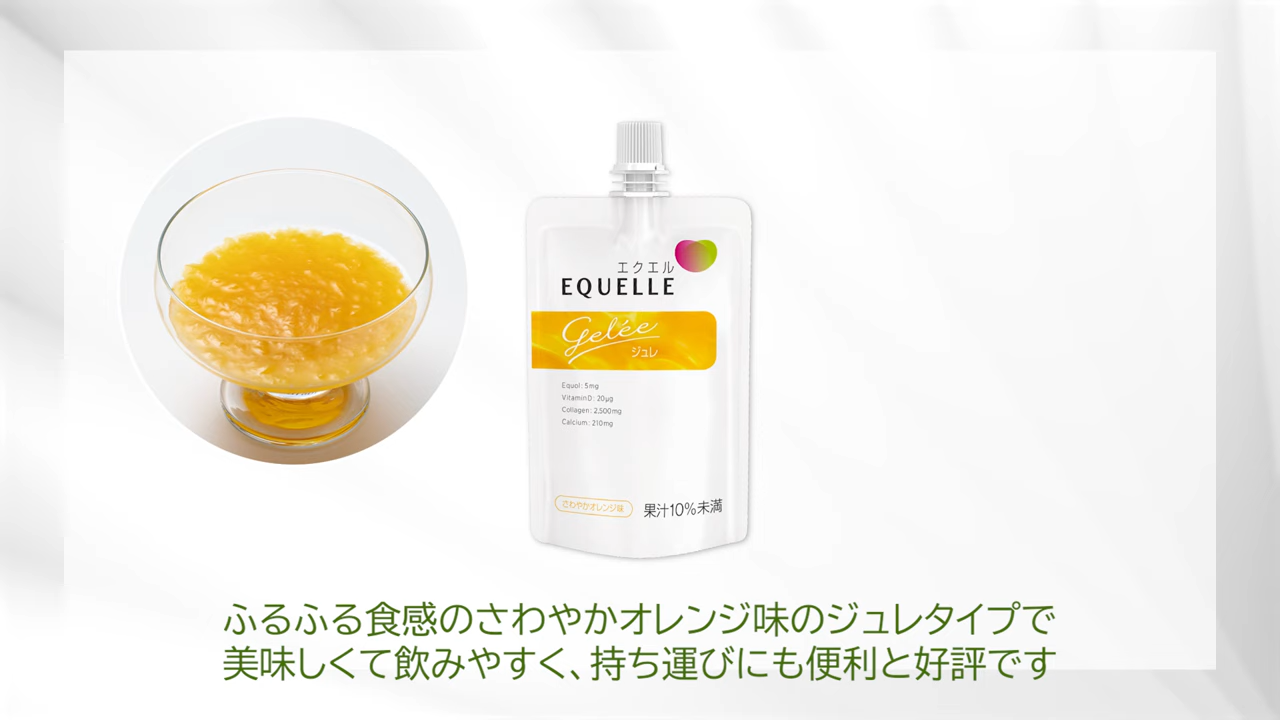 エクエル
EQUELLE
Gelée
ジュレ
Equol: 5mg
VitaminD: 20μg
Collagen: 2,500mg
Calcium: 210mg
さわやかオレンジ味
果汁10%未満
ふるふる食感のさわやかオレンジ味のジュレタイプで
美味しくて飲みやすく、持ち運びにも便利と好評です